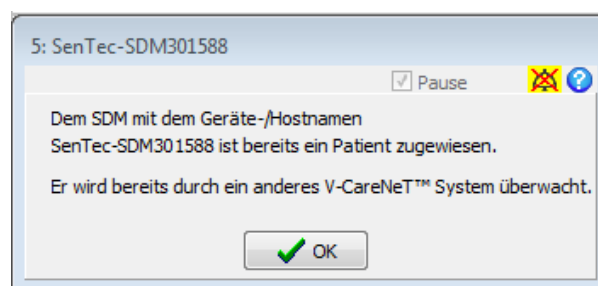 5: SenTec-SDM301588
Pause
Dem SDM mit dem Geräte-/Hostnamen
SenTec-SDM301588 ist bereits ein Patient zugewiesen.
Er wird bereits durch ein anderes V-CareNeT™ System überwacht.
OK